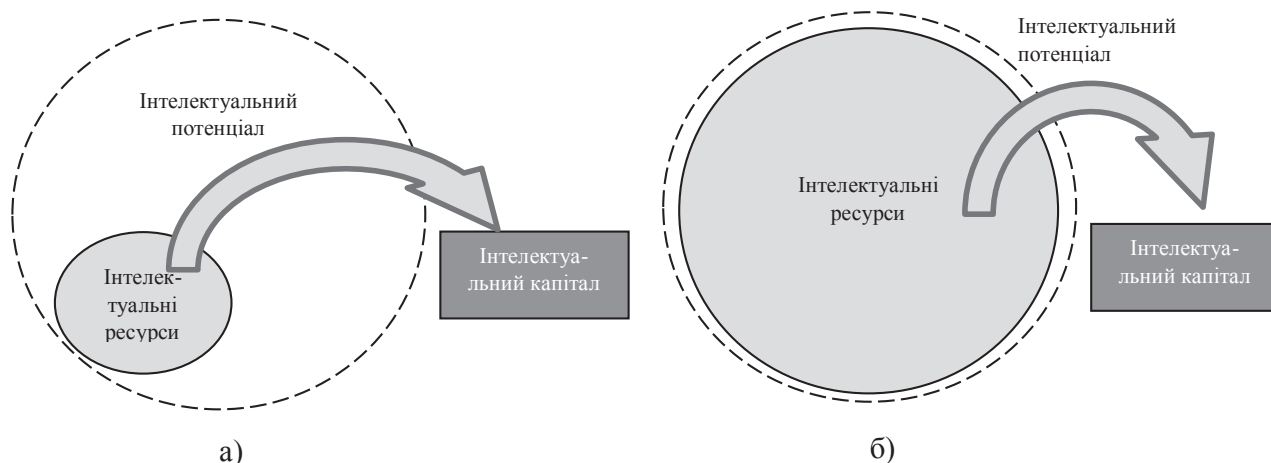 Інтелектуальний
потенціал
Інтелек-
туальні
ресурси
Інтелектуа-
льний капітал
а)
Інтелектуальний
потенціал
Інтелектуальні
ресурси
Інтелектуа-
льний капітал
б)